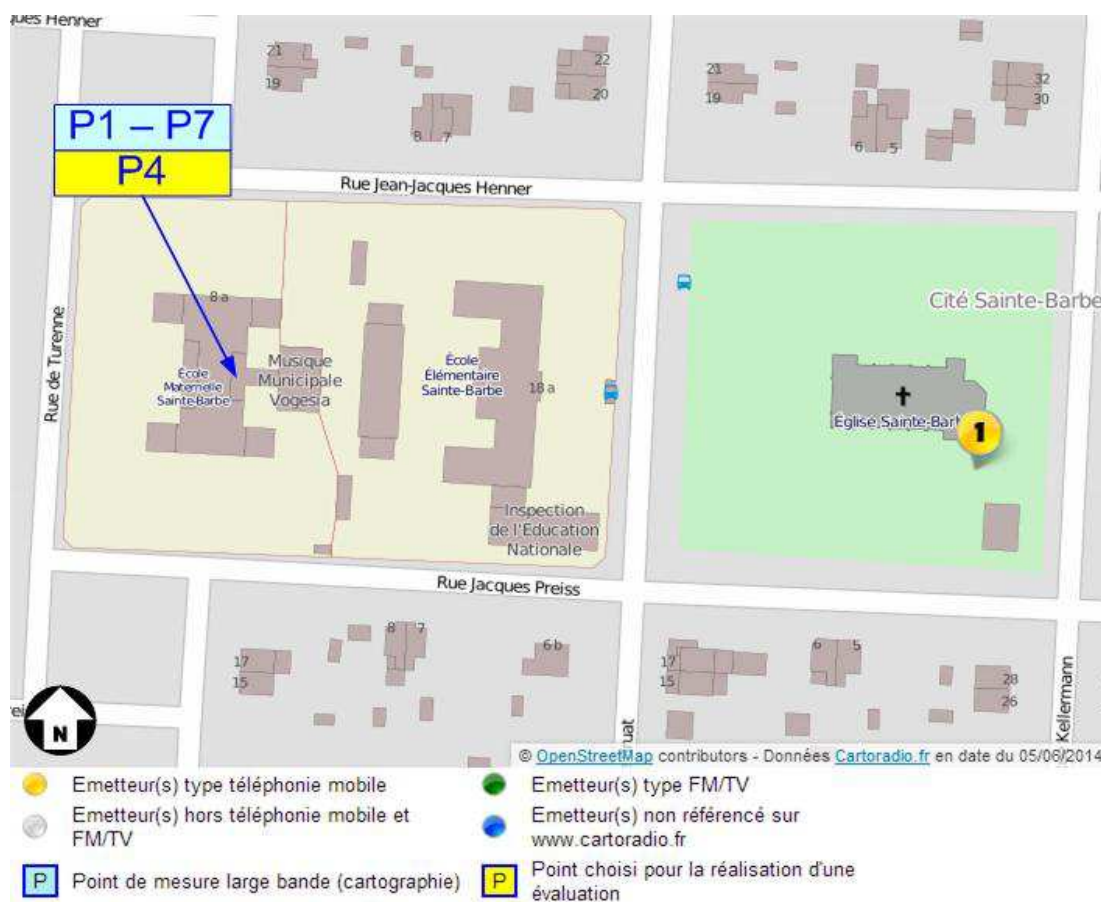 ques Henner
21
19
22
20
8
7
21
19
32
30
6
5
P1 – P7
P4
Rue Jean-Jacques Henner
Rue de Turenne
8 a
École
Maternelle
Sainte-Barbe
Musique
Municipale
Vogesia
École
Élémentaire
Sainte-Barbe
18 a
Cité Sainte-Barbe
Église Sainte-Barb
1
Inspection
de l'Education
Nationale
Rue Jacques Preiss
17
15
8
7
6 b
17
15
6
5
28
26
ruat
Kellermann
N
© OpenStreetMap contributors - Données Cartoradio.fr en date du 05/06/2014
Emetteur(s) type téléphonie mobile
Emetteur(s) type FM/TV
Emetteur(s) hors téléphonie mobile et
FM/TV
Emetteur(s) non référencé sur
www.cartoradio.fr
P Point de mesure large bande (cartographie)
P Point choisi pour la réalisation d'une
évaluation